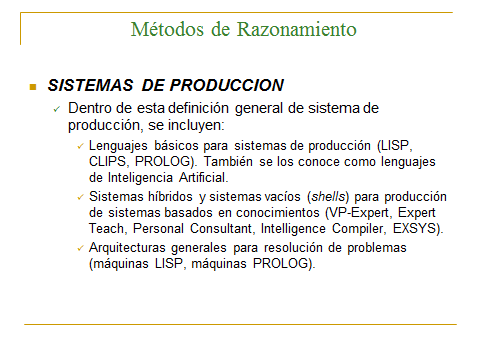 Métodos de Razonamiento
SISTEMAS DE PRODUCCION
Dentro de esta definición general de sistema de
producción, se incluyen:
Lenguajes básicos para sistemas de producción (LISP,
CLIPS, PROLOG). También se los conoce como lenguajes
de Inteligencia Artificial.
Sistemas híbridos y sistemas vacíos (shells) para producción
de sistemas basados en conocimientos (VP-Expert, Expert
Teach, Personal Consultant, Intelligence Compiler, EXSYS).
Arquitecturas generales para resolución de problemas
(máquinas LISP, máquinas PROLOG).